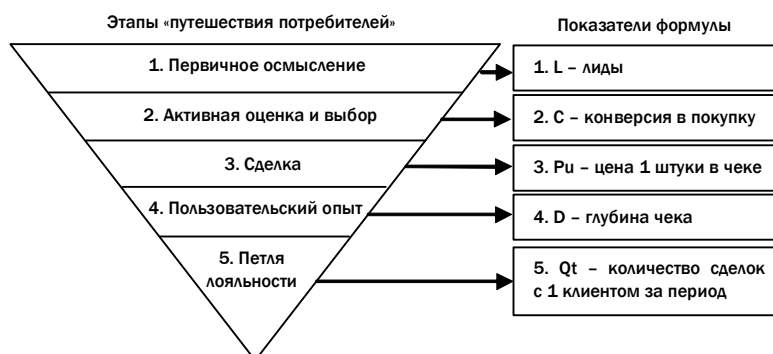 Этапы «путешествия потребителей»
Показатели формулы
1. Первичное осмысление
1. L – лиды
2. Активная оценка и выбор
2. C – конверсия в покупку
3. Сделка
3. Pu – цена 1 штуки в чеке
4. Пользовательский опыт
4. D – глубина чека
5. Петля
лояльности
5. Qt – количество сделок
с 1 клиентом за период